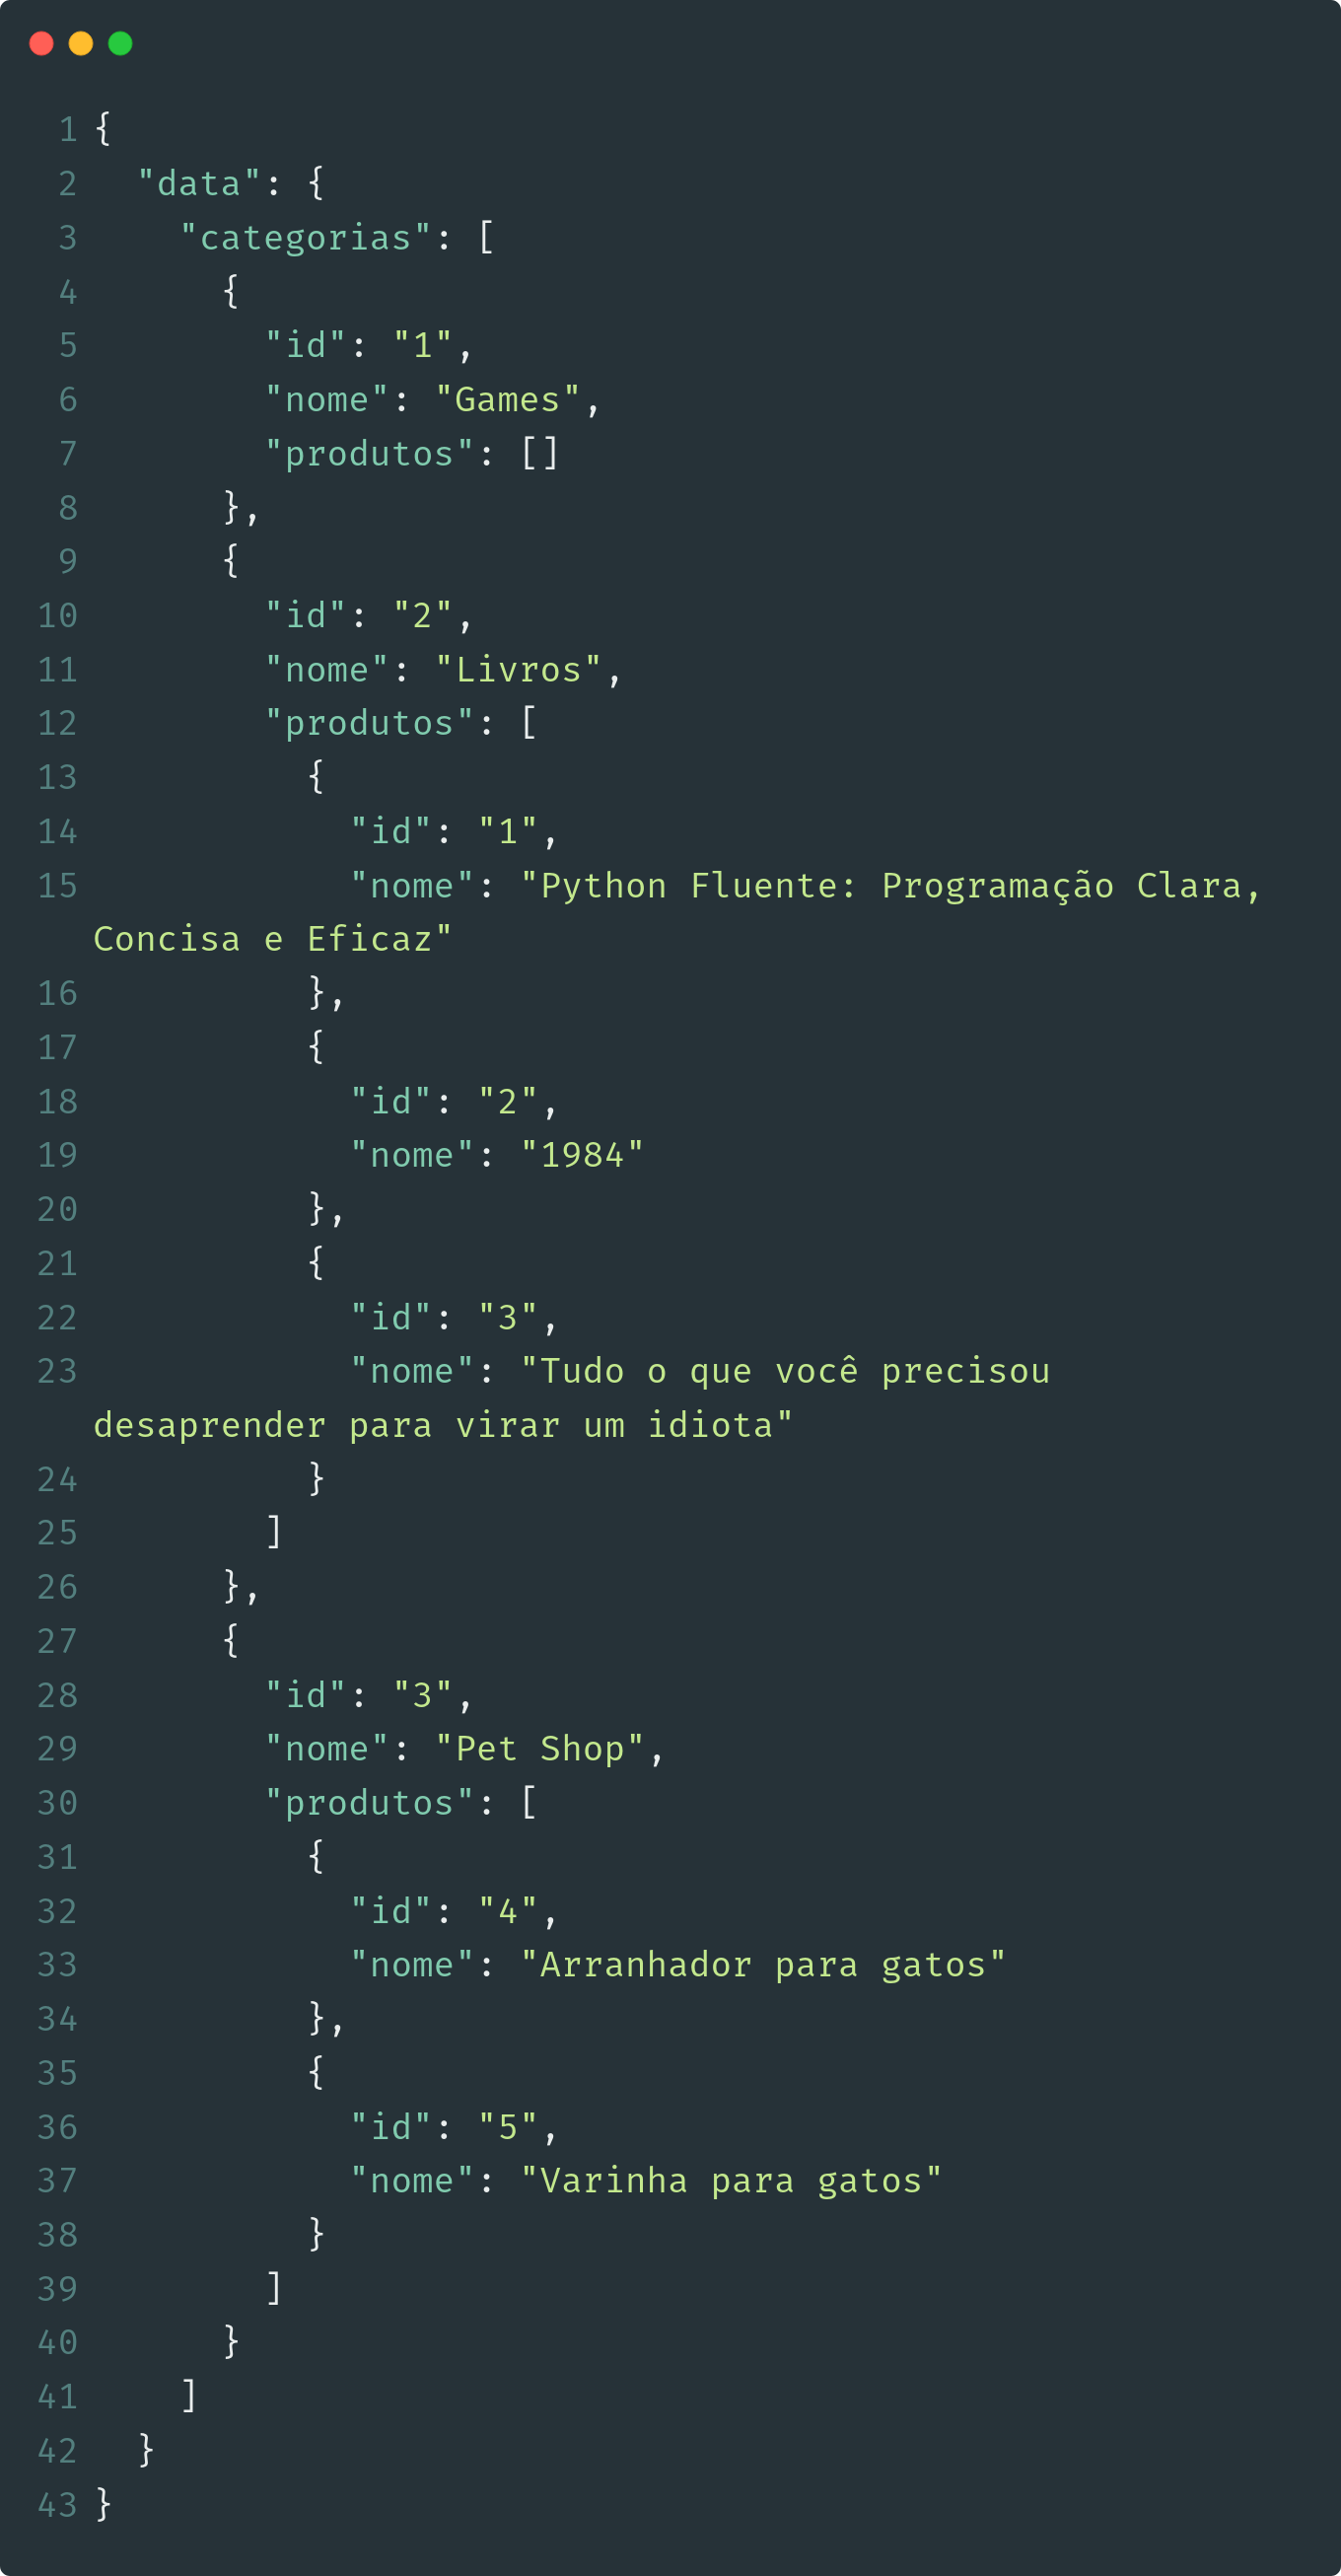 1 {
2   "data": {
3     "categorias": [
4       {
5         "id": "1",
6         "nome": "Games",
7         "produtos": []
8       },
9       {
10         "id": "2",
11         "nome": "Livros",
12         "produtos": [
13           {
14             "id": "1",
15             "nome": "Python Fluente: Programação Clara,
Concisa e Eficaz"
16           },
17           {
18             "id": "2",
19             "nome": "1984"
20           },
21           {
22             "id": "3",
23             "nome": "Tudo o que você precisou
desaprender para virar um idiota"
24           }
25         ]
26       },
27       {
28         "id": "3",
29         "nome": "Pet Shop",
30         "produtos": [
31           {
32             "id": "4",
33             "nome": "Arranhador para gatos"
34           },
35           {
36             "id": "5",
37             "nome": "Varinha para gatos"
38           }
39         ]
40       }
41     ]
42   }
43 }